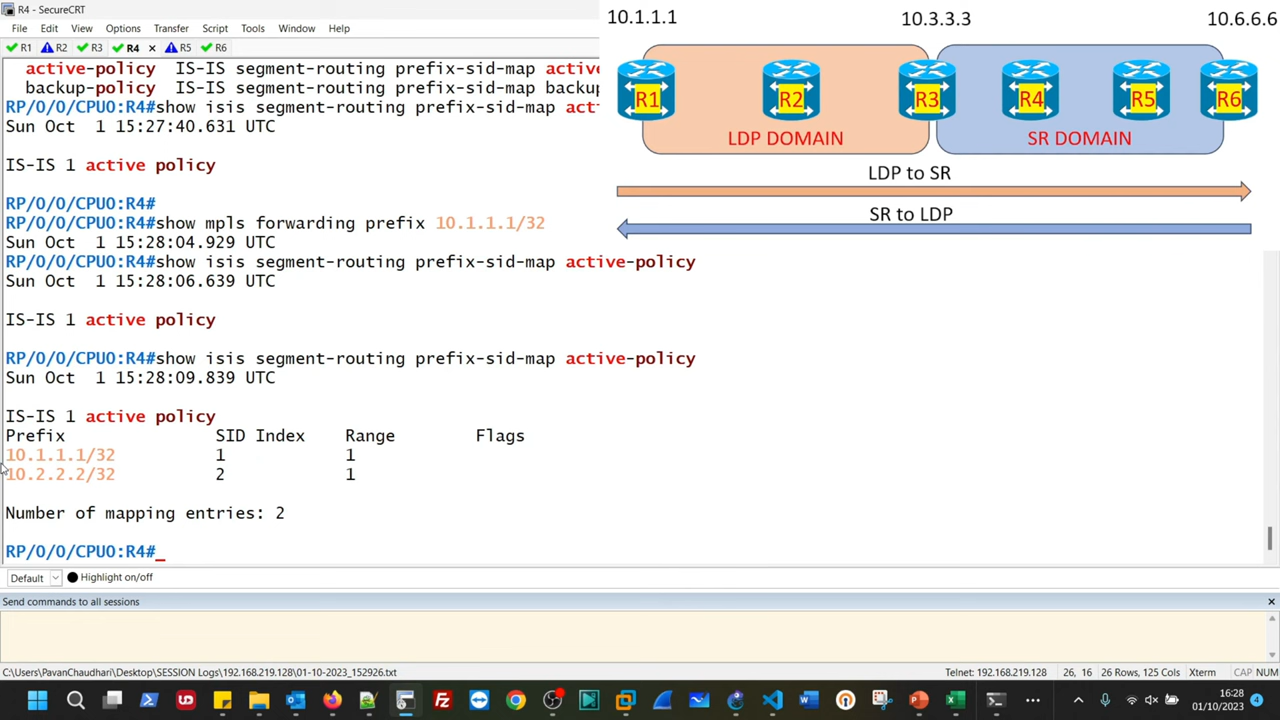 R4 - SecureCRT
File Edit View Options Transfer Script Tools Window Help
R1 R2 R3 R4 × R5 R6
active-policy IS-IS segment-routing prefix-sid-map active
backup-policy IS-IS segment-routing prefix-sid-map backup
RP/0/0/CPU0:R4#show isis segment-routing prefix-sid-map acti
Sun Oct 1 15:27:40.631 UTC
IS-IS 1 active policy
RP/0/0/CPU0:R4#
RP/0/0/CPU0:R4#show mpls forwarding prefix 10.1.1.1/32
Sun Oct 1 15:28:04.929 UTC
RP/0/0/CPU0:R4#show isis segment-routing prefix-sid-map active-policy
Sun Oct 1 15:28:06.639 UTC
IS-IS 1 active policy
RP/0/0/CPU0:R4#show isis segment-routing prefix-sid-map active-policy
Sun Oct 1 15:28:09.839 UTC
IS-IS 1 active policy
Prefix SID Index Range Flags
10.1.1.1/32 1 1
10.2.2.2/32 2 1
Number of mapping entries: 2
RP/0/0/CPU0:R4#_
10.1.1.1 10.3.3.3 10.6.6.6
R1 R2 R3 R4 R5 R6
LDP DOMAIN SR DOMAIN
LDP to SR
SR to LDP
Default Highlight on/off
Send commands to all sessions
C:\Users\PavanChaudhari\Desktop\SESSION Logs\192.168.219.128\01-10-2023_152926.txt Telnet: 192.168.219.128 26, 16 26 Rows, 125 Cols Xterm CAP NUM
16:28
01/10/2023